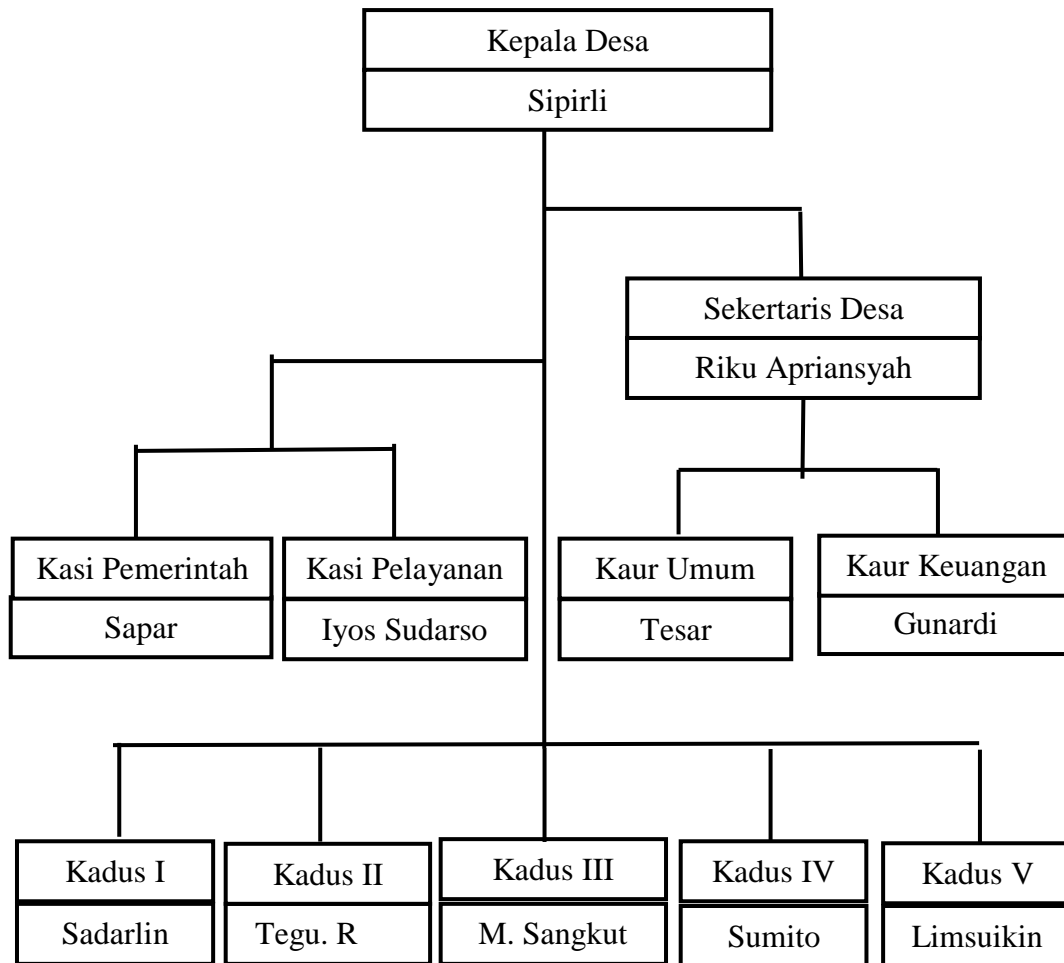 Kepala Desa
Sipirli
Sekertaris Desa
Riku Apriansyah
Kasi Pemerintah
Sapar
Kasi Pelayanan
Iyos Sudarso
Kaur Umum
Tesar
Kaur Keuangan
Gunardi
Kadus I
Sadarlin
Kadus II
Tegu. R
Kadus III
M. Sangkut
Kadus IV
Sumito
Kadus V
Limsuikin